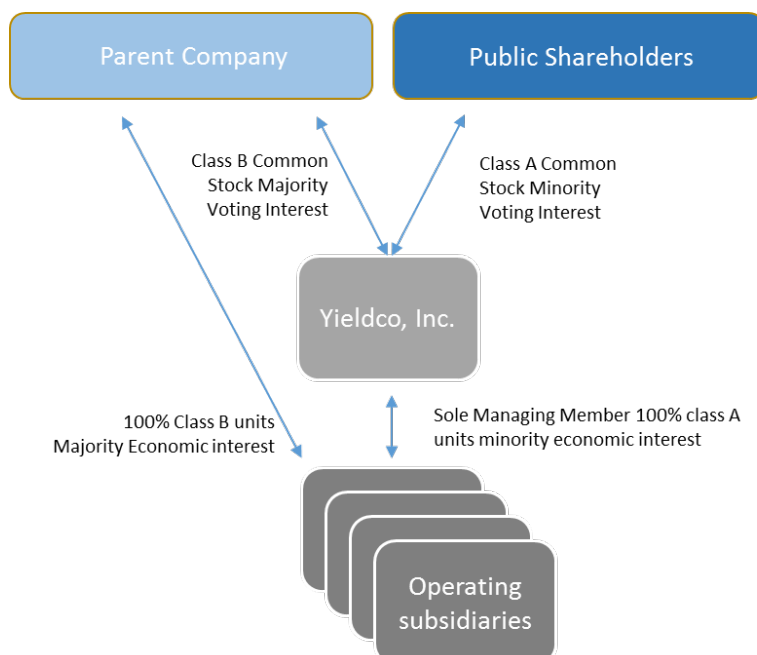 Parent Company
Public Shareholders
Class B Common
Stock Majority
Voting Interest
Class A Common
Stock Minority
Voting Interest
Yieldco, Inc.
100% Class B units
Majority Economic interest
Sole Managing Member 100% class A
units minority economic interest
Operating
subsidiaries